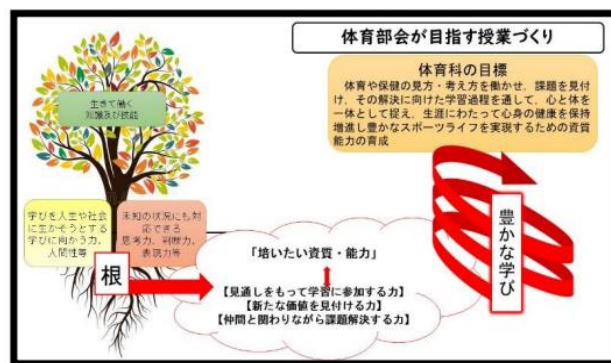 体育部会が目指す授業づくり
体育科の目標
体育や保健の見方・考え方を働かせ、課題を見付
け、その解決に向けた学習過程を通して、心と体を
一体として捉え、生涯にわたって心身の健康を保持
増進し豊かなスポーツライフを実現するための資質
能力の育成
生きて働く
知識及び技能
学びを人生や社会
に生かそうとする
学びに向かう力、
人間性等
未知の状況にも対
応できる
思考力、判断力、
表現力等
根
「培いたい資質・能力」
【見通しをもって学習に参加する力】
【新たな価値を見付ける力】
【仲間と関わりながら課題解決する力】
豊かな学び